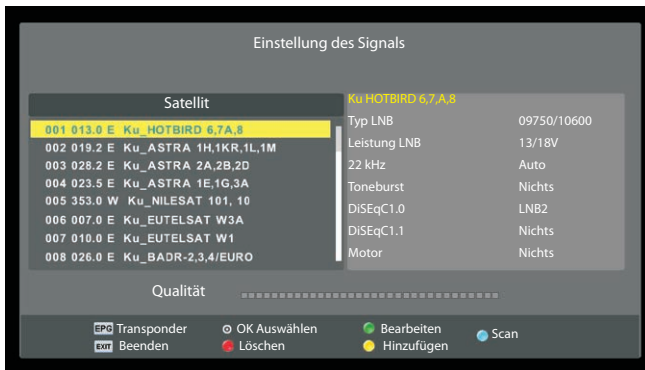 Einstellung des Signals
Satellit
001 013.0 E Ku_HOTBIRD 6,7A,8
002 019.2 E Ku_ASTRA 1H,1KR,1L,1M
003 028.2 E Ku_ASTRA 2A,2B,2D
004 023.5 E Ku_ASTRA 1E,1G,3A
005 353.0 W Ku_NILESAT 101, 10
006 007.0 E Ku_EUTELSAT W3A
007 010.0 E Ku_EUTELSAT W1
008 026.0 E Ku_BADR-2,3,4/EURO
Ku HOTBIRD 6,7,A,8
Typ LNB 09750/10600
Leistung LNB 13/18V
22 kHz Auto
Toneburst Nichts
DiSEqC1.0 LNB2
DiSEqC1.1 Nichts
Motor Nichts
Qualität
EPG Transponder OK Auswählen Bearbeiten Scan
EXIT Beenden Löschen Hinzufügen